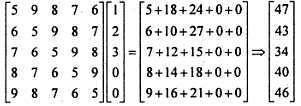 [5 9 8 7 6] [1] [5+18+24+0+0] [47]
[6 5 9 8 7] [2] [6+10+27+0+0] [43]
[7 6 5 9 8] [3] = [7+12+15+0+0] ⇒ [34]
[8 7 6 5 9] [0] [8+14+18+0+0] [40]
[9 8 7 6 5] [0] [9+16+21+0+0] [46]